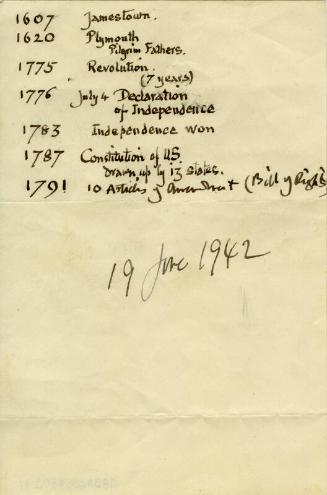 1607 Jamestown.
1620 Plymouth
Pilgrim Fathers.
1775 Revolution.
(7 years)
1776 July 4 Declaration
of Independence
1783 Independence won
1787 Constitution of U.S.
drawn up by 13 states.
1791 10 Articles of Amendment (Bill of Rights)
19 June 1942